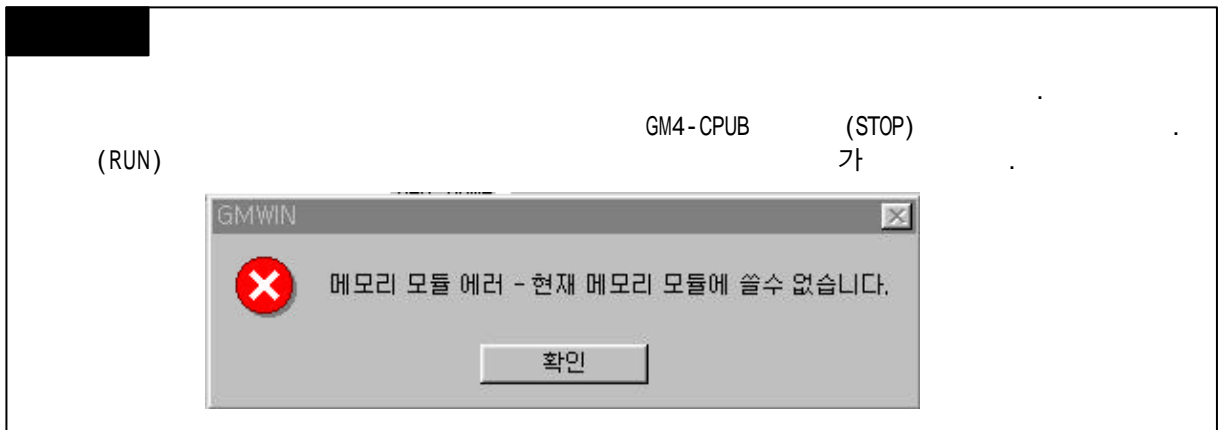 .
GM4-CPUB (STOP) .
(RUN) 가 .
GMWIN
메모리 모듈 에러 - 현재 메모리 모듈에 쓸수 없습니다.
확인